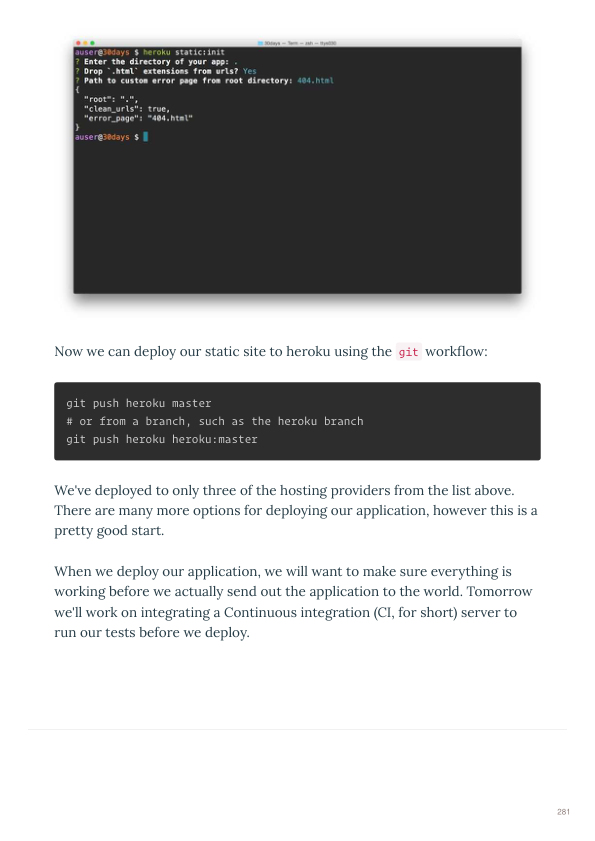 auser@30days $ heroku static:init
? Enter the directory of your app: .
? Drop `.html` extensions from urls? Yes
? Path to custom error page from root directory: 404.html
{
  "root": ".",
  "clean_urls": true,
  "error_page": "404.html"
}
auser@30days $
Now we can deploy our static site to heroku using the git workflow:
git push heroku master
# or from a branch, such as the heroku branch
git push heroku heroku:master
We've deployed to only three of the hosting providers from the list above.
There are many more options for deploying our application, however this is a
pretty good start.
When we deploy our application, we will want to make sure everything is
working before we actually send out the application to the world. Tomorrow
we'll work on integrating a Continuous integration (CI, for short) server to
run our tests before we deploy.
281